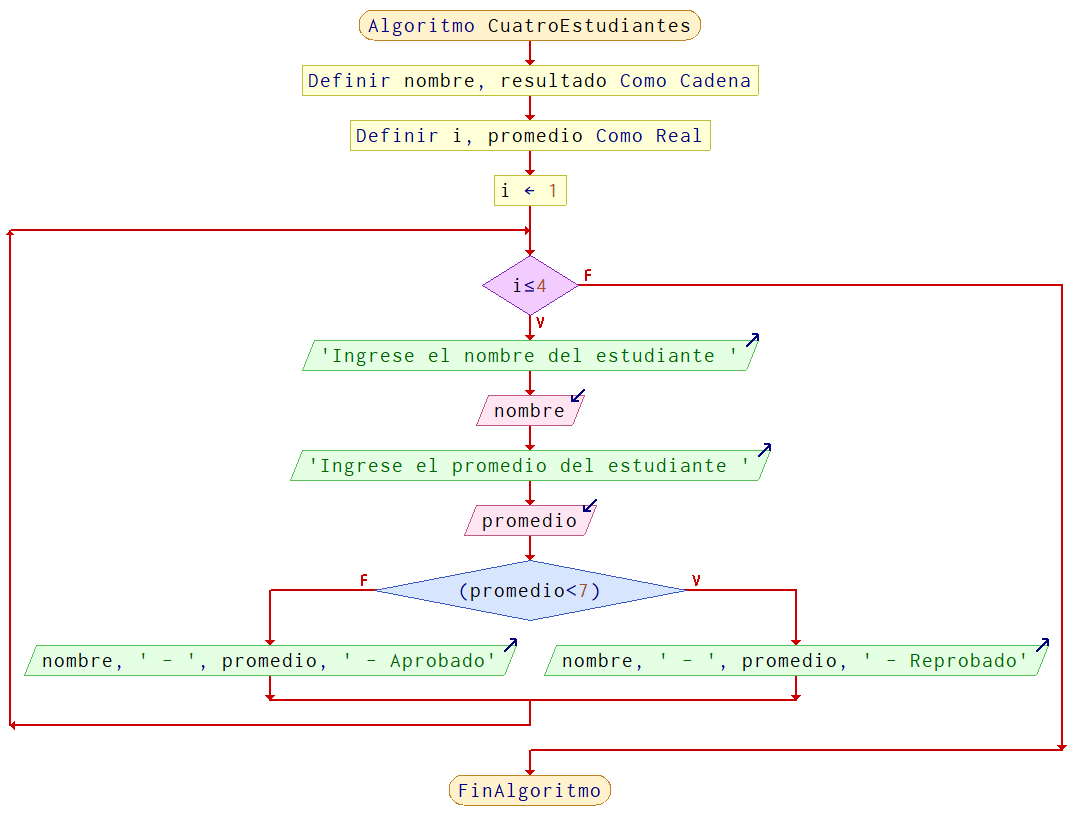 Algoritmo CuatroEstudiantes
Definir nombre, resultado Como Cadena
Definir i, promedio Como Real
i ← 1
i≤4
F
V
'Ingrese el nombre del estudiante '
nombre
'Ingrese el promedio del estudiante '
promedio
F
(promedio<7)
V
nombre, ' - ', promedio, ' - Aprobado'
nombre, ' - ', promedio, ' - Reprobado'
FinAlgoritmo